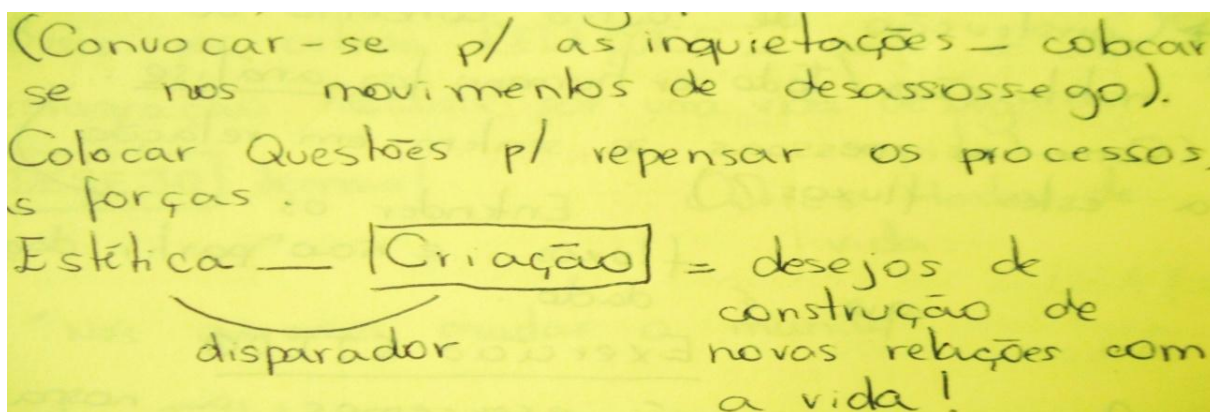 (Convocar-se p/ as inquietações – colocar
se nos movimentos de desassossego).
Colocar Questões p/ repensar os processos,
s forças.
Estética — Criação = desejos de
construção de
disparador novas relações com
a vida!